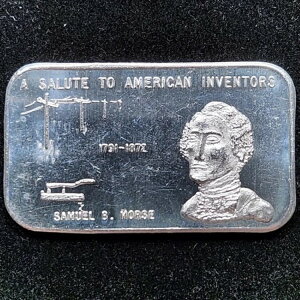 A SALUTE TO AMERICAN INVENTORS
1791-1872
SAMUEL B. MORSE